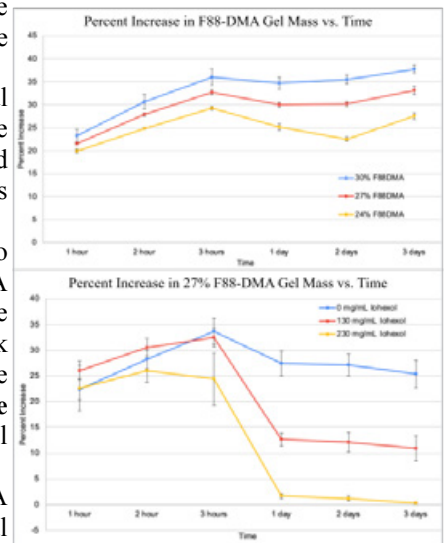 e
e
l
e
d
s
o
A
e
k
e
e
l
A
l
Percent Increase in F88-DMA Gel Mass vs. Time
45
40
35
30
25
20
15
10
5
0
Percent Increase
30% F88DMA
27% F88DMA
24% F88DMA
1 hour 2 hour 3 hours 1 day 2 days 3 days
Time
Percent Increase in 27% F88-DMA Gel Mass vs. Time
40
35
30
25
20
15
10
5
0
-5
Percent Increase
0 mg/mL Iohexol
130 mg/mL Iohexol
230 mg/mL Iohexol
1 hour 2 hour 3 hours 1 day 2 days 3 days
Time